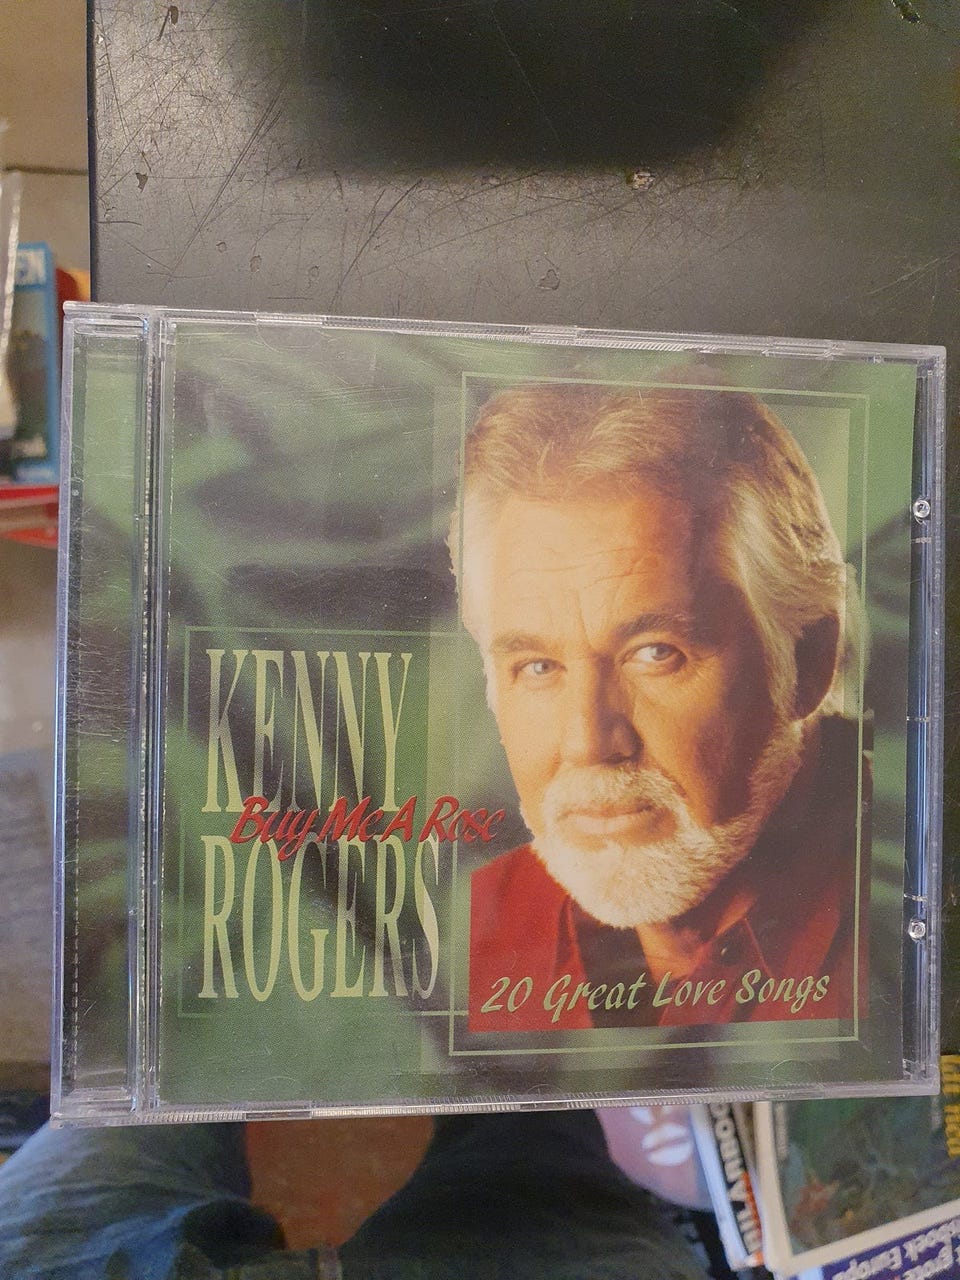 KENNY
Buy Me A Rose
ROGERS
20 Great Love Songs